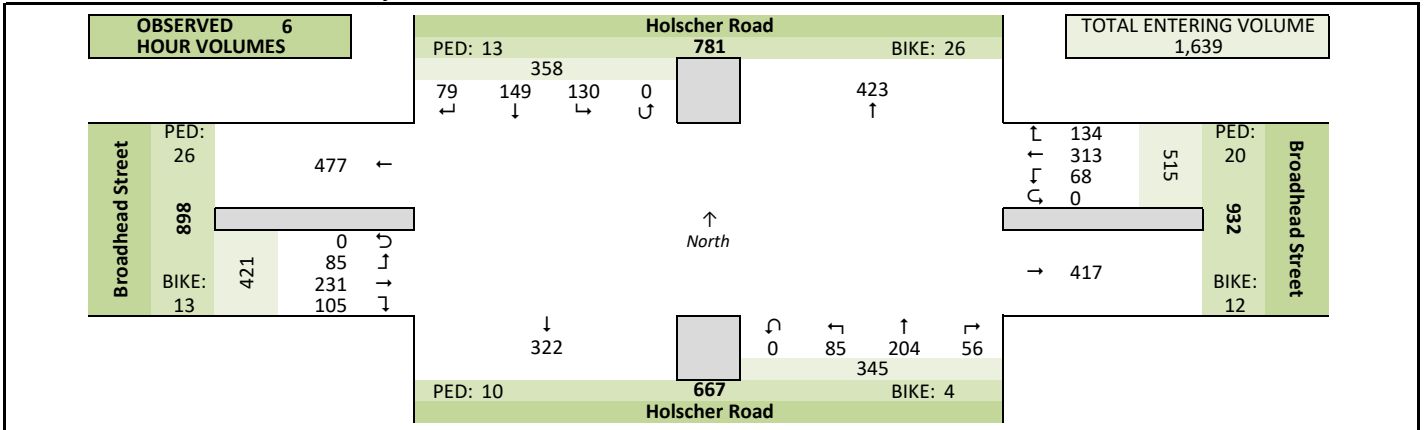 OBSERVED 6
HOUR VOLUMES
Holscher Road
PED: 13 781 BIKE: 26
TOTAL ENTERING VOLUME
1,639
358
79 149 130 0
↵ ↓ ↳ ↺
423
↑
Broadhead Street
PED:
26
898
BIKE:
13
477 ←
421
0
85
231 →
105
↑
North
134
← 313
68
0
515
PED:
20
932
BIKE:
12
Broadhead Street
→ 417
↓
322
↑
0 85 204 56
345
PED: 10 667 BIKE: 4
Holscher Road